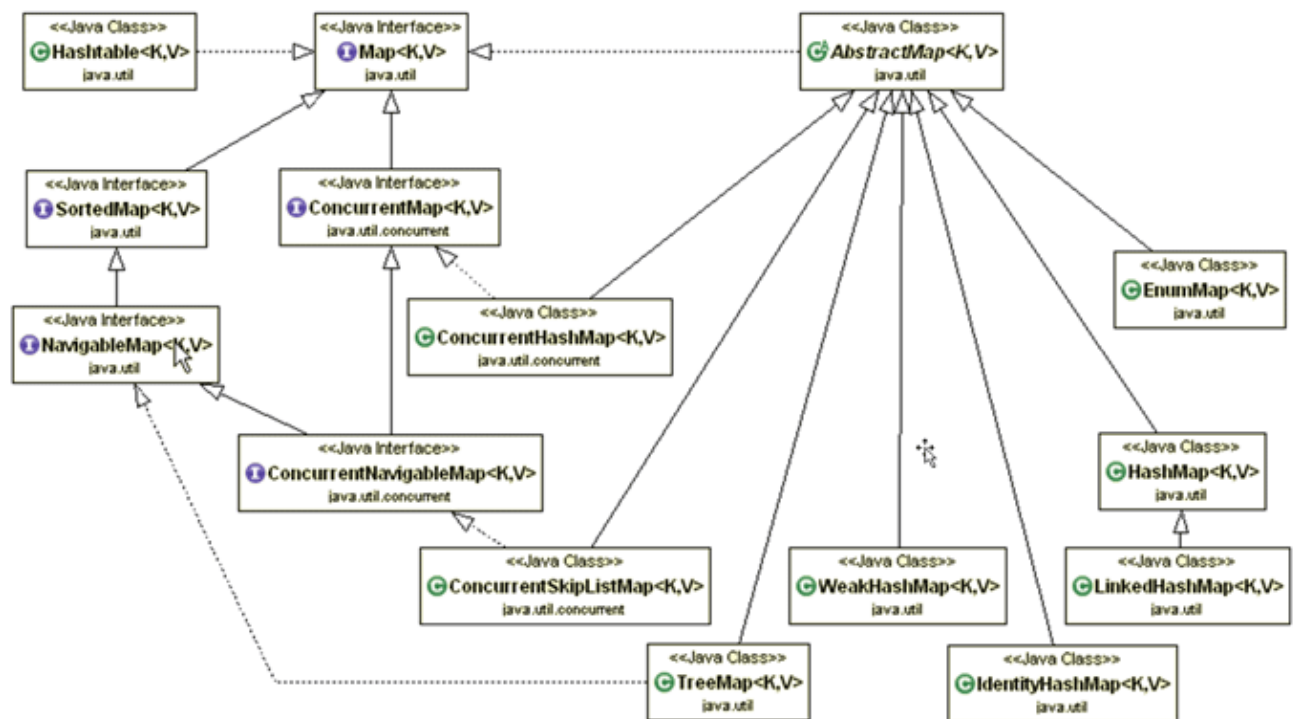 <<Java Class>>
Hashtable<K,V>
java.util
<<Java Interface>>
Map<K,V>
java.util
<<Java Class>>
AbstractMap<K,V>
java.util
<<Java Interface>>
SortedMap<K,V>
java.util
<<Java Interface>>
ConcurrentMap<K,V>
java.util.concurrent
<<Java Class>>
EnumMap<K,V>
java.util
<<Java Interface>>
NavigableMap<K,V>
java.util
<<Java Class>>
ConcurrentHashMap<K,V>
java.util.concurrent
<<Java Interface>>
ConcurrentNavigableMap<K,V>
java.util.concurrent
<<Java Class>>
HashMap<K,V>
java.util
<<Java Class>>
ConcurrentSkipListMap<K,V>
java.util.concurrent
<<Java Class>>
WeakHashMap<K,V>
java.util
<<Java Class>>
LinkedHashMap<K,V>
java.util
<<Java Class>>
TreeMap<K,V>
java.util
<<Java Class>>
IdentityHashMap<K,V>
java.util